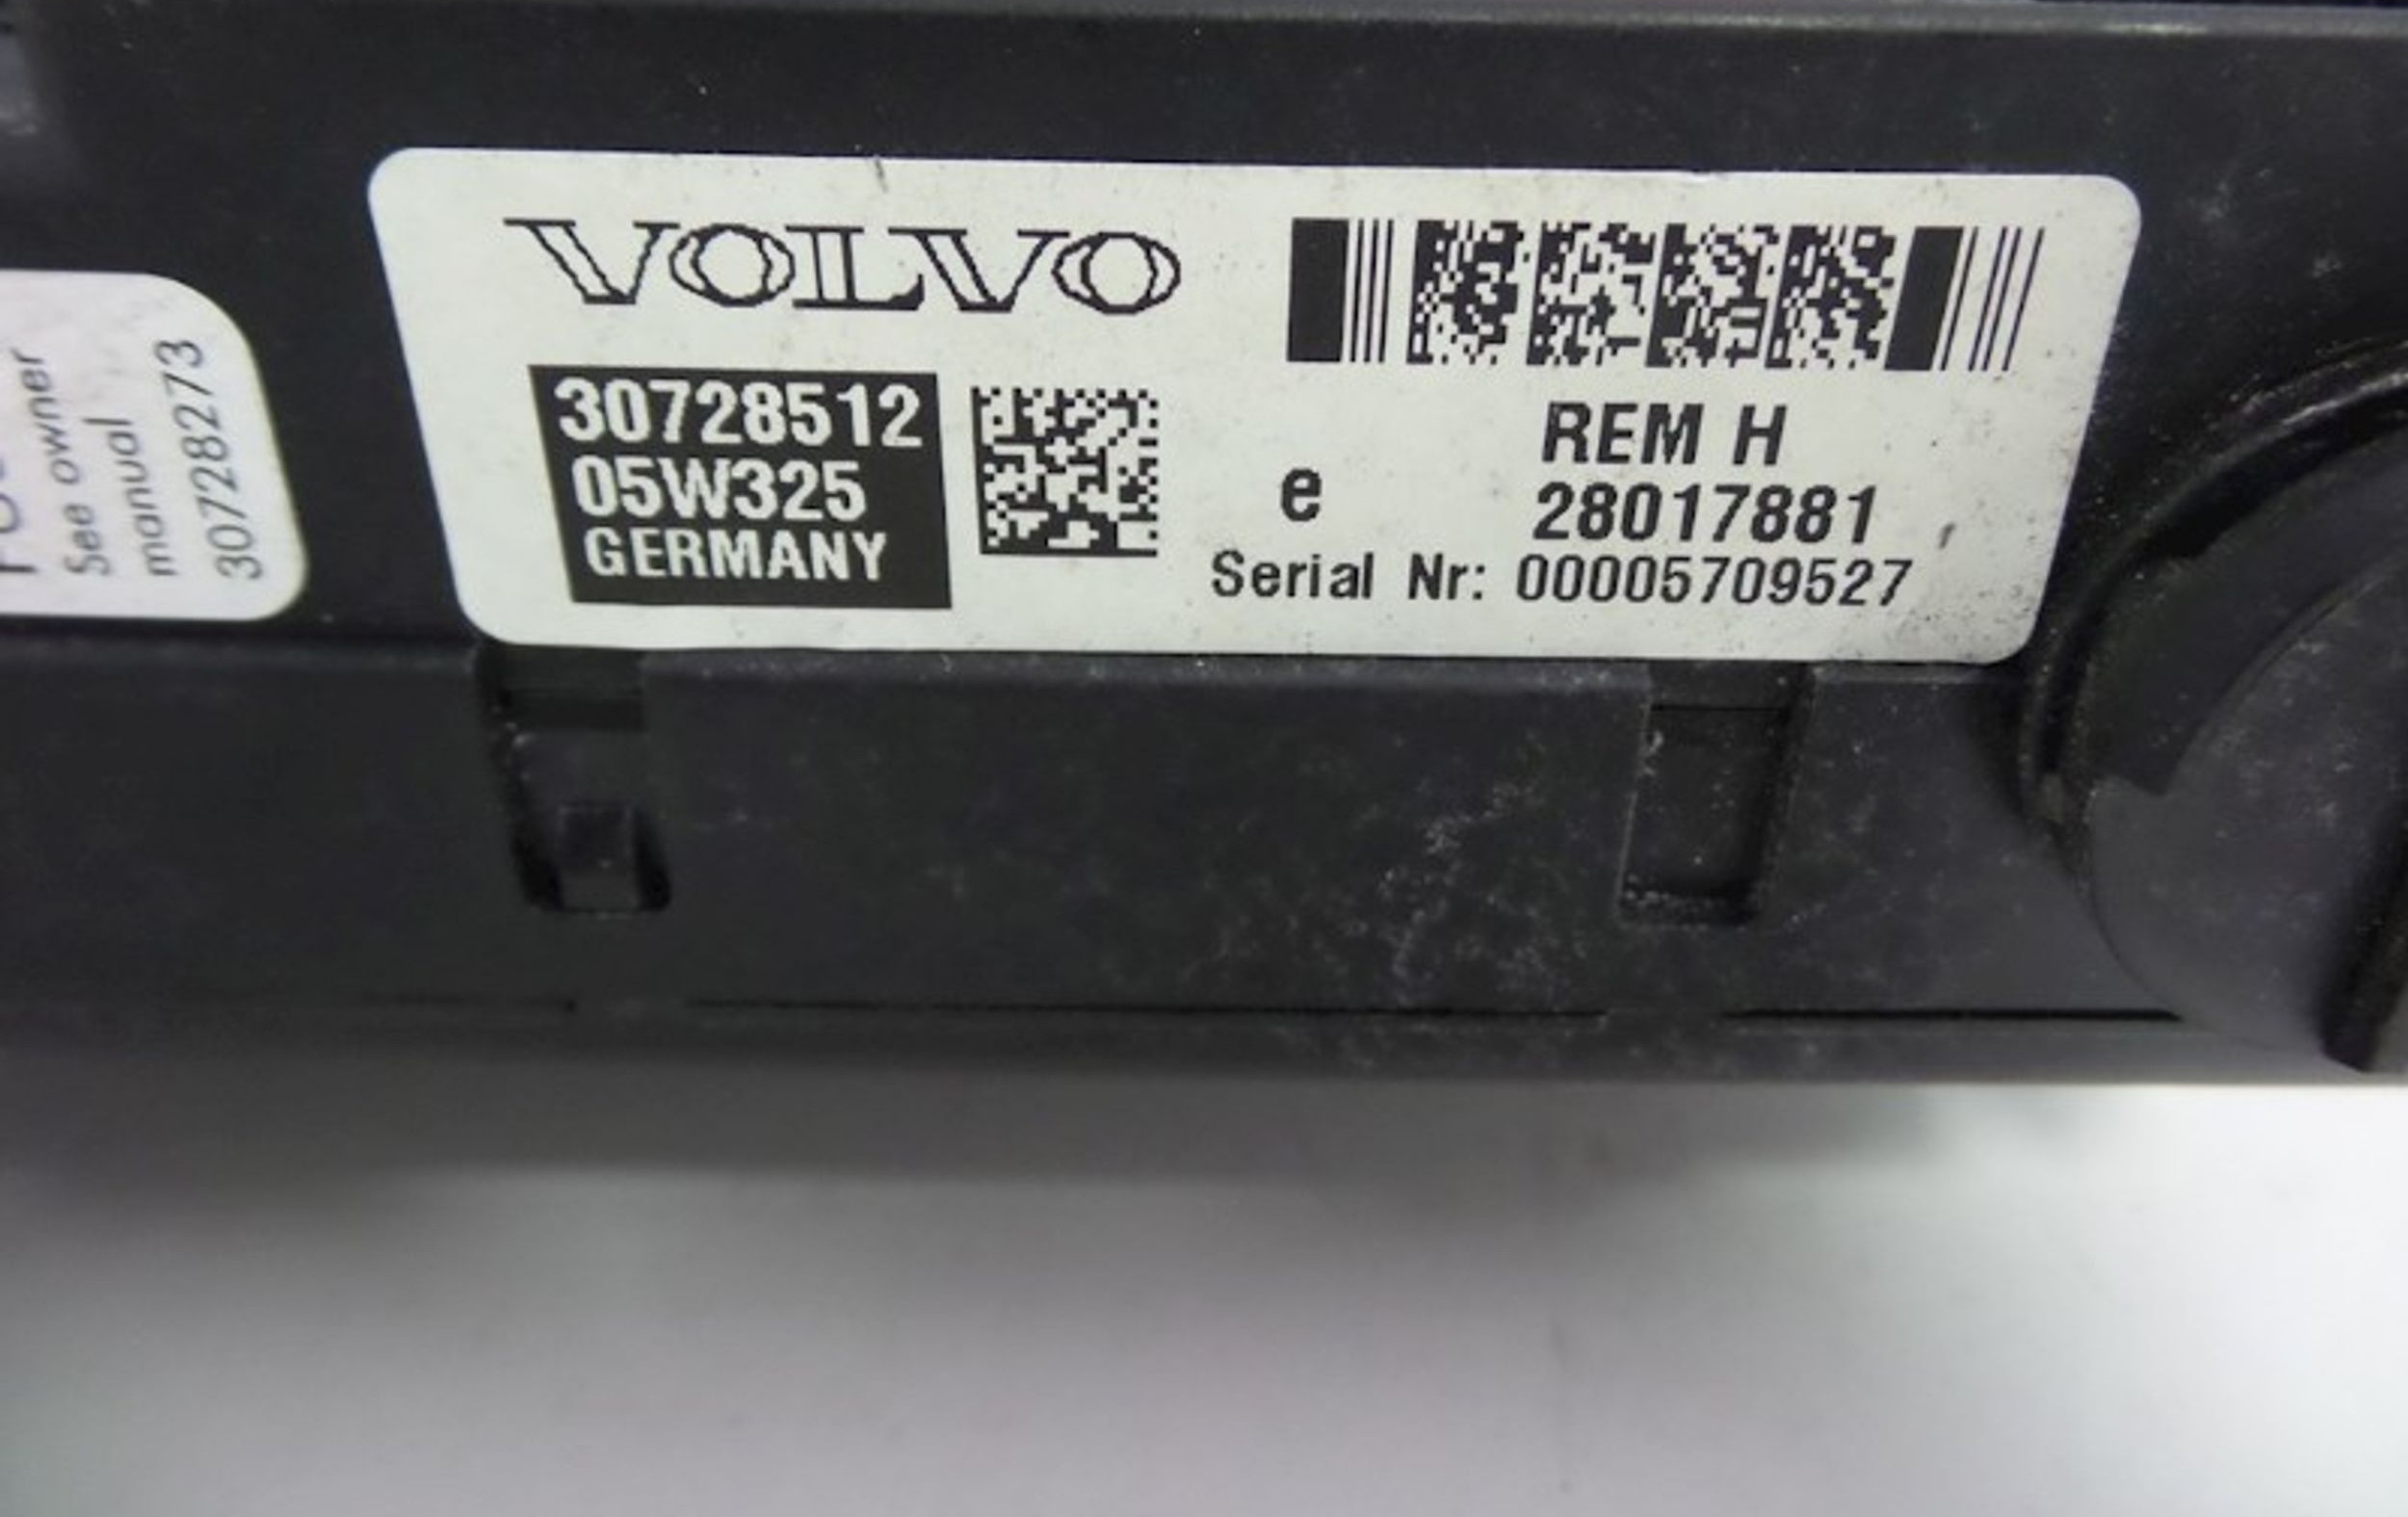 VOLVO
30728512
05W325
GERMANY
REM H
e
28017881
Serial Nr: 00005709527
See owner
manual
30728273